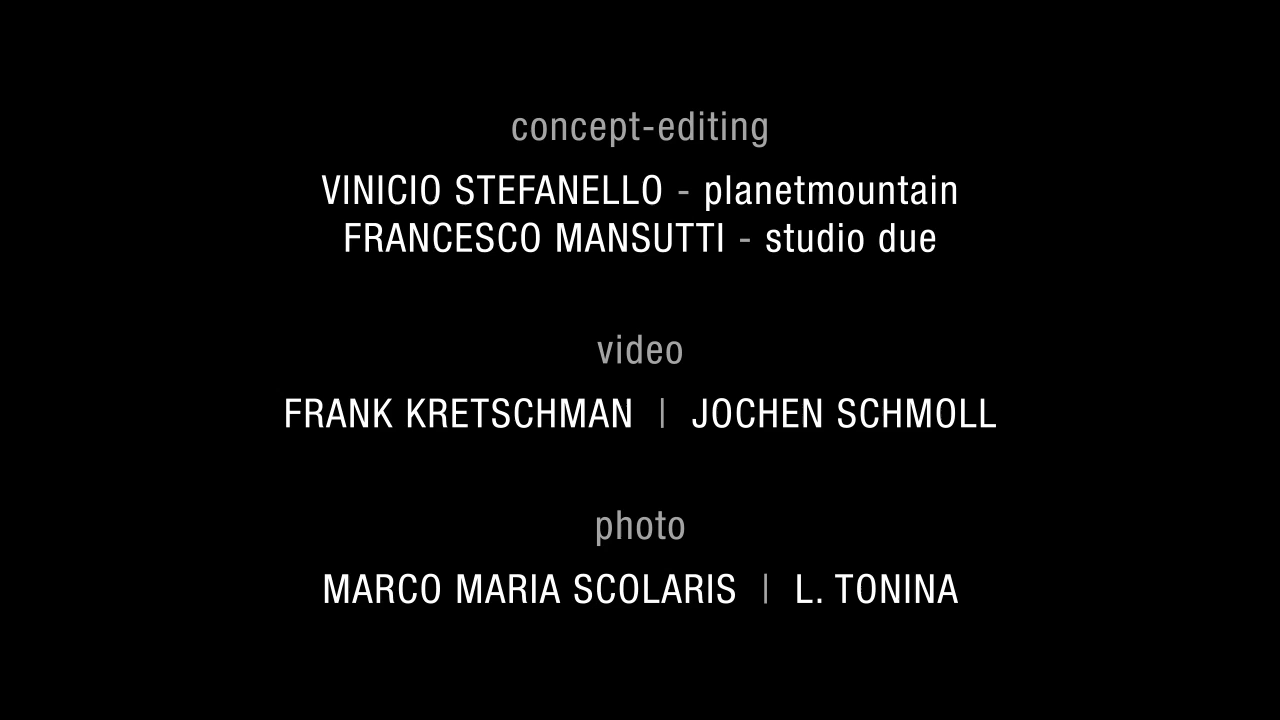 concept-editing
VINICIO STEFANELLO - planetmountain
FRANCESCO MANSUTTI - studio due
video
FRANK KRETSCHMAN | JOCHEN SCHMOLL
photo
MARCO MARIA SCOLARIS | L. TONINA